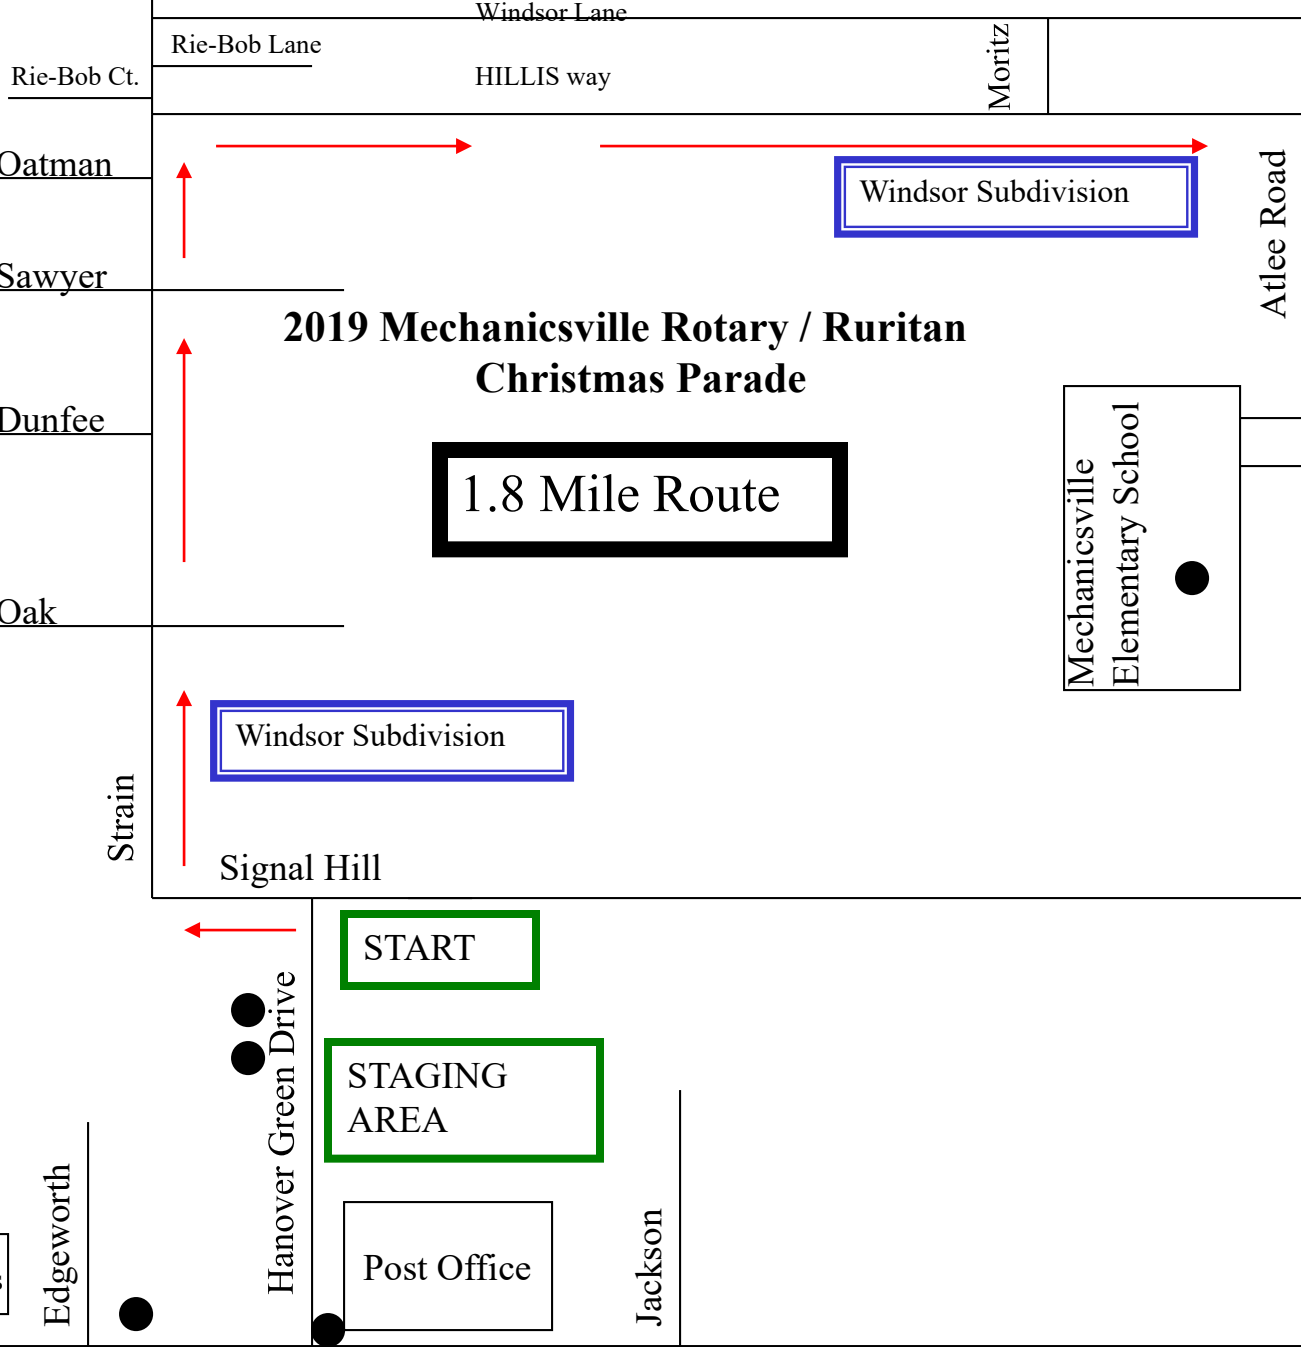 Windsor Lane
Rie-Bob Lane
Rie-Bob Ct.
HILLIS way
Moritz
Oatman
Windsor Subdivision
Atlee Road
Sawyer
2019 Mechanicsville Rotary / Ruritan
Christmas Parade
Dunfee
1.8 Mile Route
Mechanicsville
Elementary School
Oak
Windsor Subdivision
Strain
Signal Hill
START
Hanover Green Drive
STAGING
AREA
Edgeworth
Post Office
Jackson